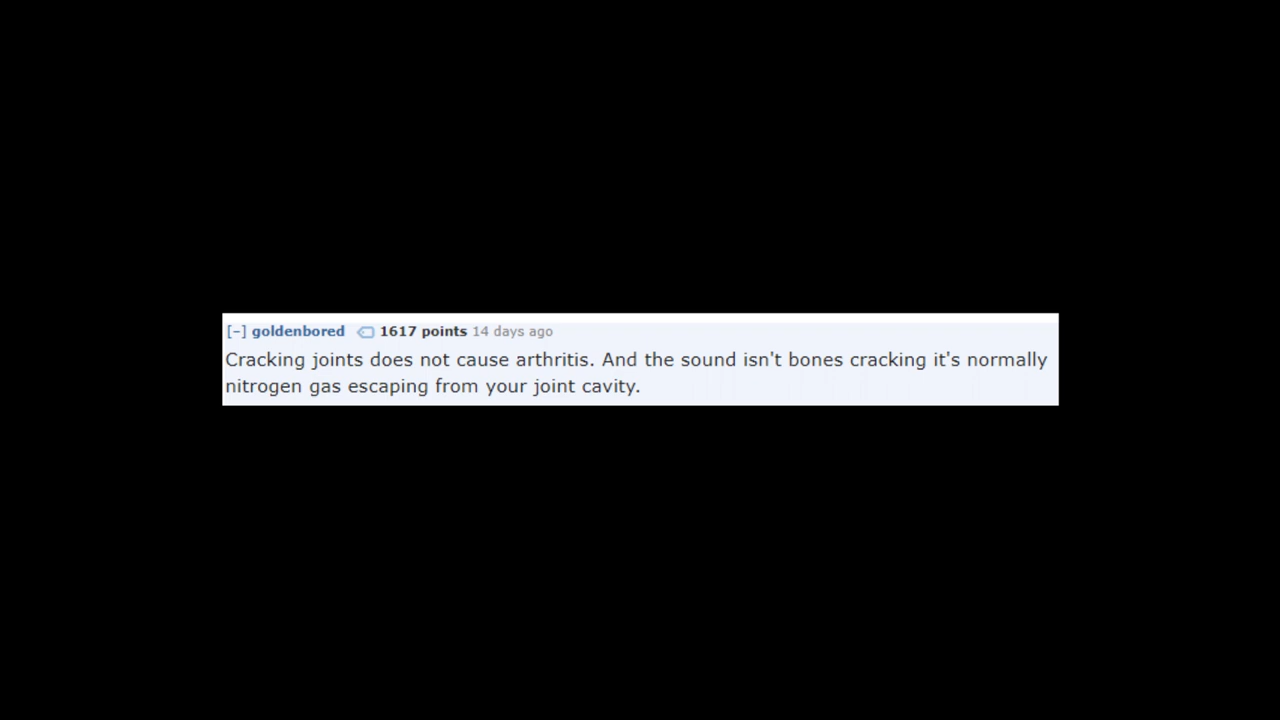 [–] goldenbored 1617 points 14 days ago
Cracking joints does not cause arthritis. And the sound isn't bones cracking it's normally
nitrogen gas escaping from your joint cavity.